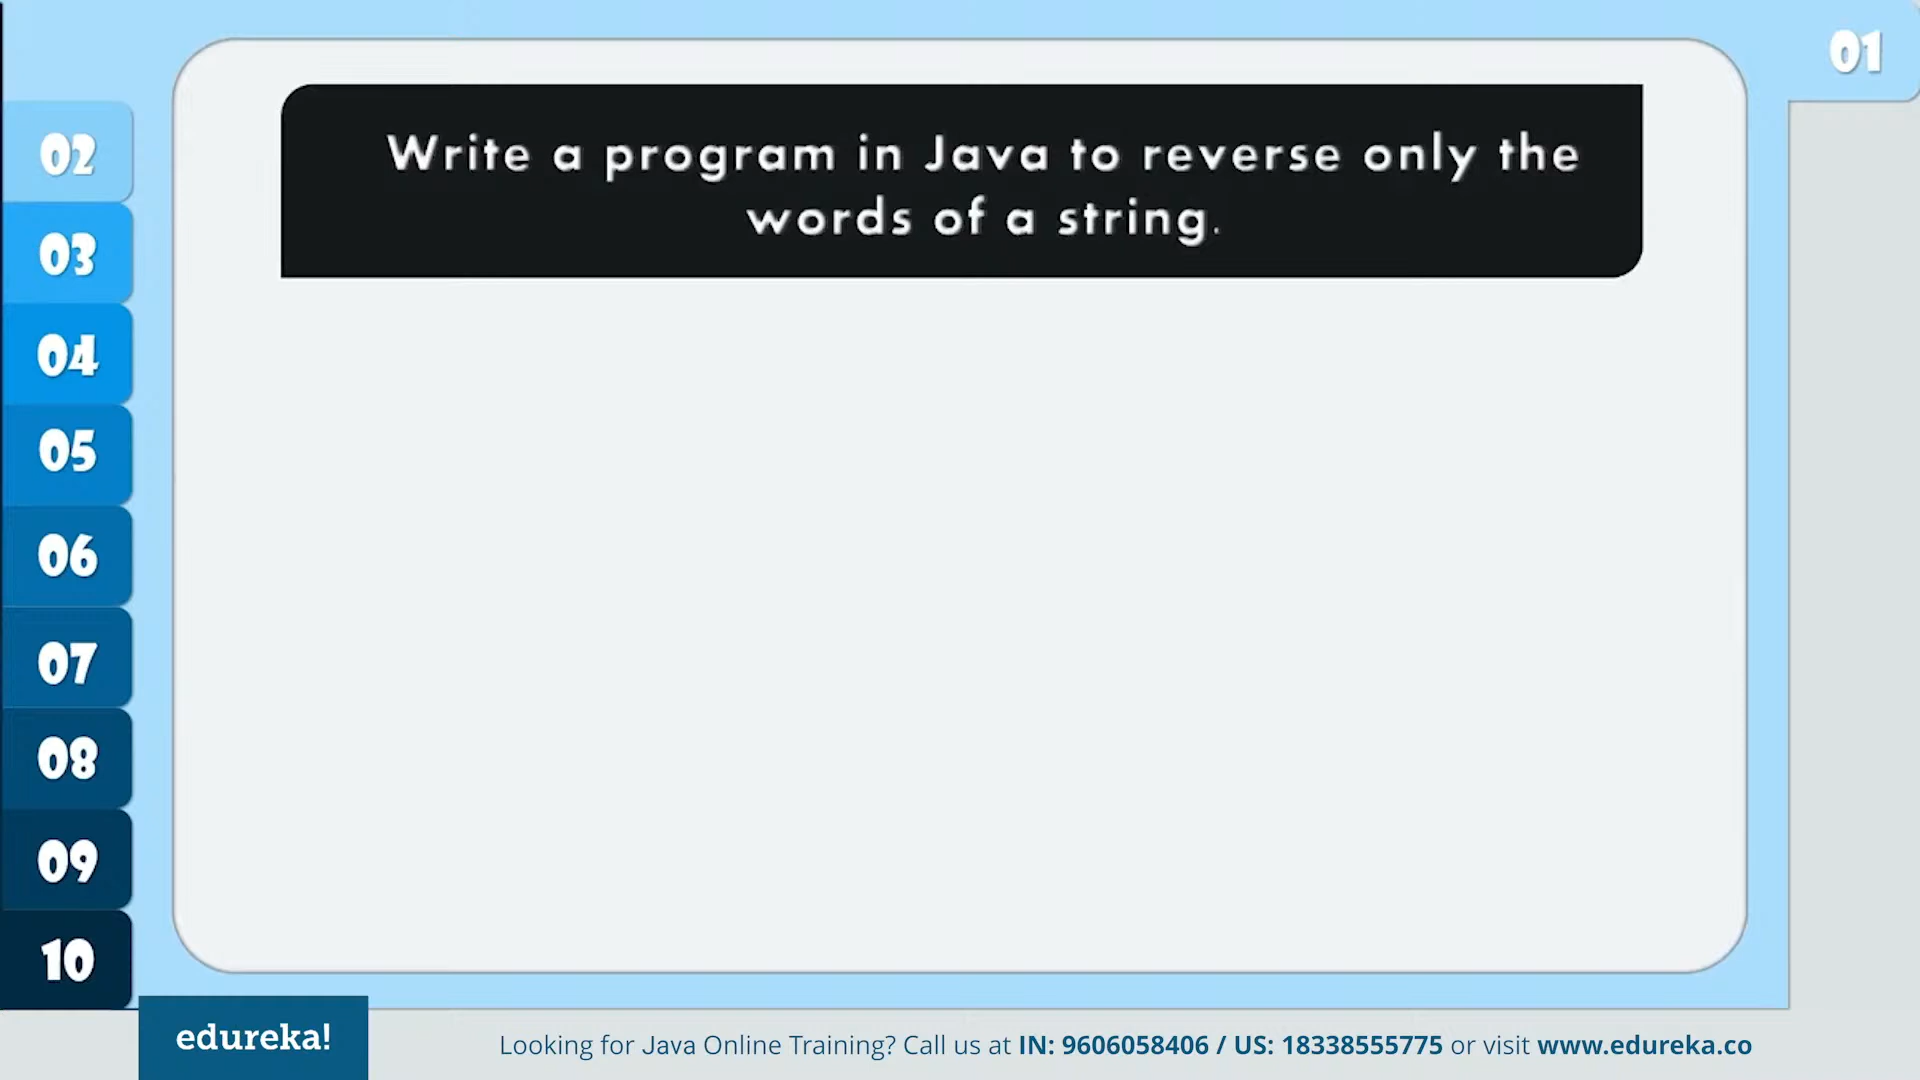 01
Write a program in Java to reverse only the
words of a string.
02
03
04
05
06
07
08
09
10
edureka!
Looking for Java Online Training? Call us at IN: 9606058406 / US: 18338555775 or visit www.edureka.co